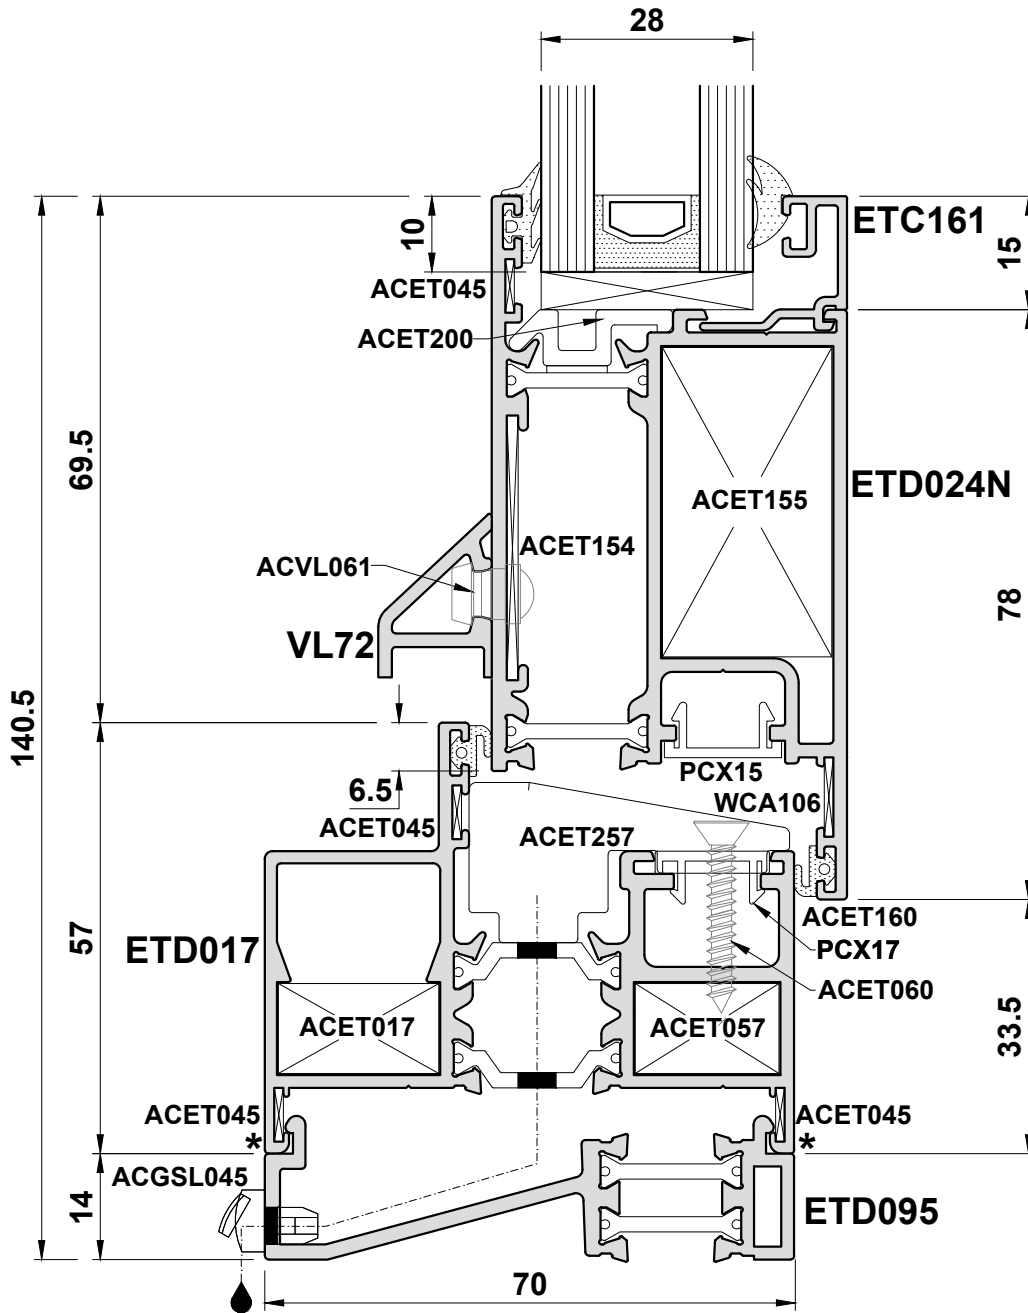 28
ETC161
10
15
ACET045
ACET200
69.5
ETD024N
ACET155
ACET154
ACVL061
78
VL72
140.5
PCX15
6.5
WCA106
ACET045
ACET257
ACET160
57
ETD017
PCX17
ACET060
ACET017
ACET057
33.5
ACET045
ACET045
*
*
ACGSL045
14
ETD095
70